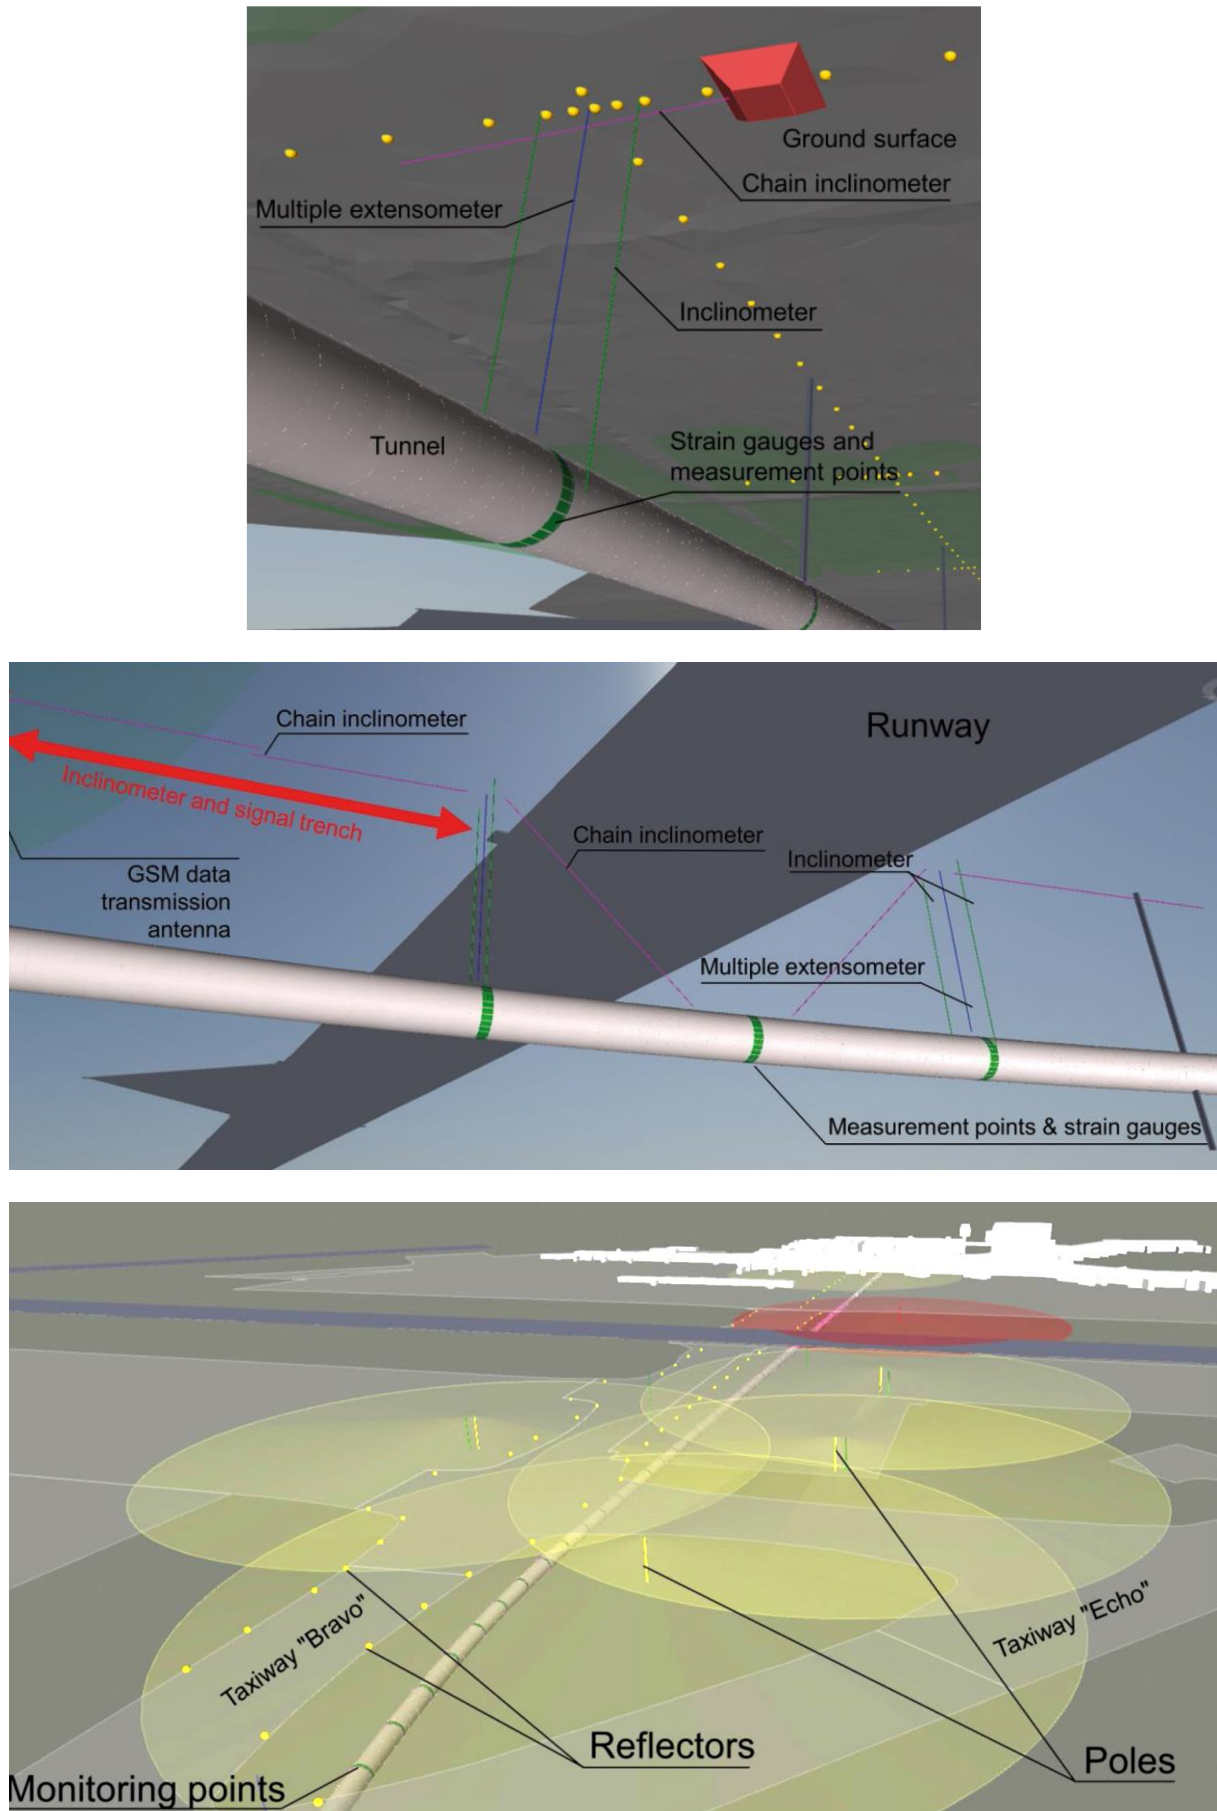 Ground surface
Chain inclinometer
Multiple extensometer
Inclinometer
Tunnel
Strain gauges and
measurement points
Runway
Chain inclinometer
Inclinometer and signal trench
Chain inclinometer
Inclinometer
GSM data
transmission
antenna
Multiple extensometer
Measurement points & strain gauges
Taxiway "Bravo"
Taxiway "Echo"
Reflectors
Poles
Monitoring points